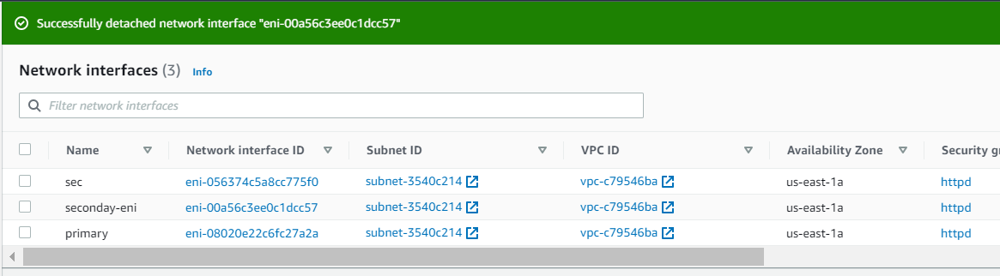 Successfully detached network interface "eni-00a56c3ee0c1dcc57"
Network interfaces (3) Info
Filter network interfaces
Name Network interface ID Subnet ID VPC ID Availability Zone Security gr
sec eni-056374c5a8cc775f0 subnet-3540c214 vpc-c79546ba us-east-1a httpd
seconday-eni eni-00a56c3ee0c1dcc57 subnet-3540c214 vpc-c79546ba us-east-1a httpd
primary eni-08020e22c6fc27a2a subnet-3540c214 vpc-c79546ba us-east-1a httpd